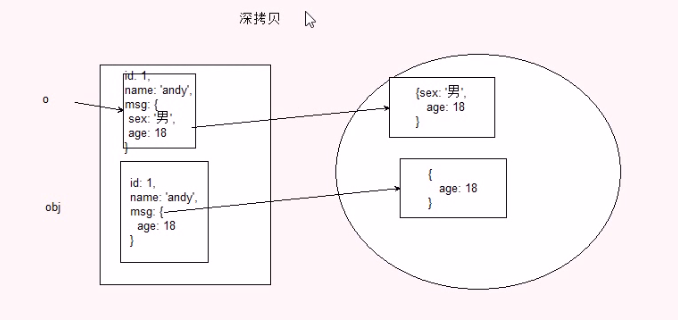 深拷贝
o
id: 1,
name: 'andy',
msg: {
sex: '男',
age: 18
}
obj
id: 1,
name: 'andy',
msg: {
age: 18
}
{sex: '男',
age: 18
}
{
age: 18
}